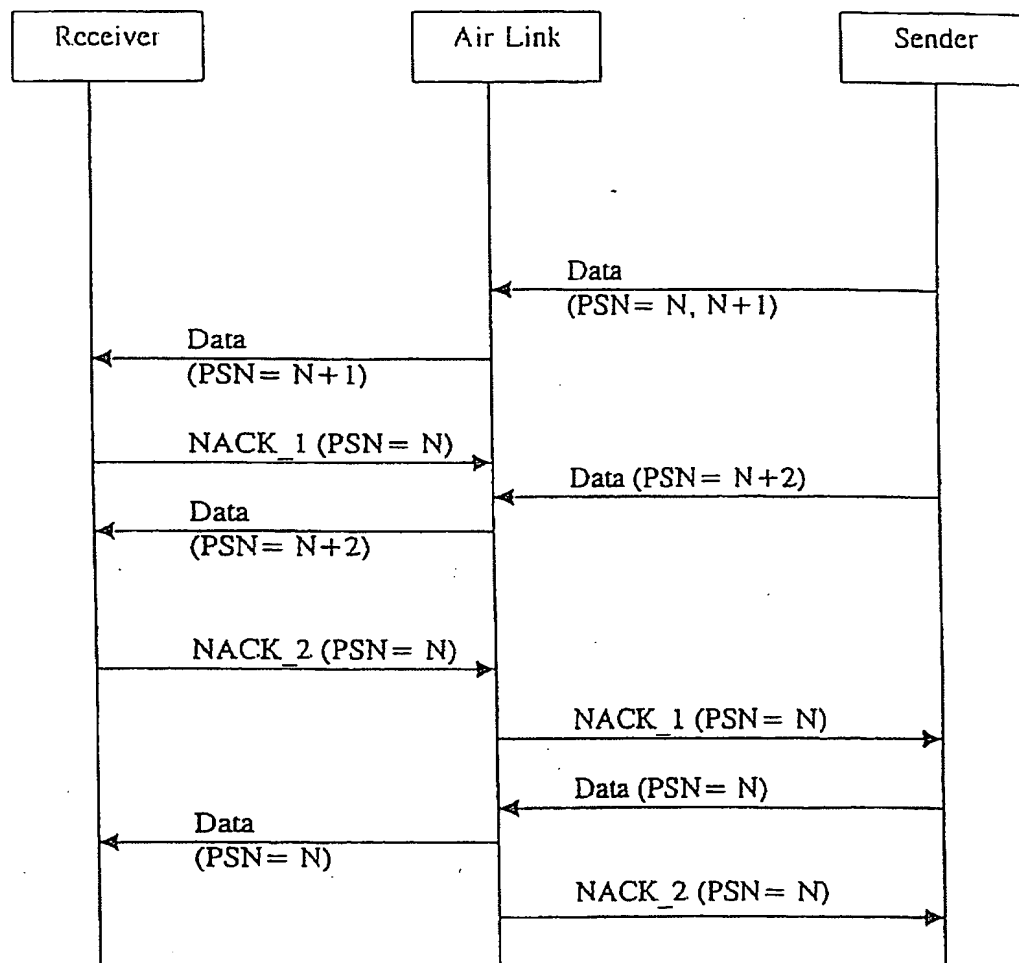 Receiver
Air Link
Sender
Data
(PSN= N, N+1)
Data
(PSN= N+1)
NACK_1 (PSN= N)
Data (PSN= N+2)
Data
(PSN= N+2)
NACK_2 (PSN= N)
NACK_1 (PSN= N)
Data (PSN= N)
Data
(PSN= N)
NACK_2 (PSN= N)